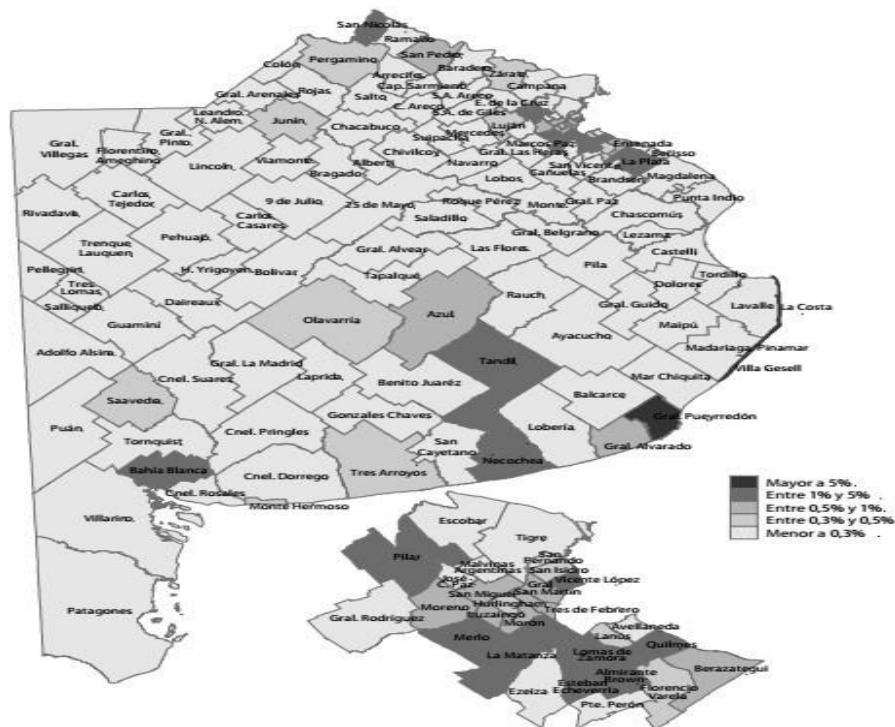 San Nicolás
Ramallo
San Pedro
Pergamino
Baradero
Colón
Arrecifes
Zárate
Cap. Sarmiento
Campana
Rojas
Gral. Arenales
Salto
S.A. Areco
C. Areco
E. de la Cruz
Leandro
N. Alem.
S.A. de Giles
Junín
Luján
Chacabuco
Gral.
Pinto.
Mercedes
Suipacha
Marcos Paz
Ensenada
Gral.
Villegas
Florentino
Ameghino
Chivilcoy
Gral. Las Heras
Berisso
Viamonte
Alberti
La Plata
Lincoln
Navarro
San Vicente
Bragado
Cañuelas
Magdalena
Brandsen
Carlos
Tejedor
Lobos
Punta Indio
9 de Julio
25 de Mayo
Roque Pérez
Monte
Gral. Paz
Rivadavia
Carlos
Casares
Saladillo
Chascomús
Pehuajó
Gral. Belgrano
Lezama
Trenque
Lauquen
Gral. Alvear
Las Flores
Castelli
Pila
Pellegrini
H. Yrigoyen
Bolívar
Tapalqué
Tordillo
Tres
Lomas
Dolores
Salliqueló
Daireaux
Rauch
Gral. Guido
Lavalle
La Costa
Guaminí
Olavarría
Azul
Maipú
Ayacucho
Adolfo Alsina
Madariaga
Pinamar
Gral. La Madrid
Tandil
Villa Gesell
Cnel. Suarez
Laprida
Mar Chiquita
Benito Juaréz
Balcarce
Saavedra
Gonzales Chaves
Gral. Pueyrredón
Puán
Cnel. Pringles
Lobería
Tornquist
San
Cayetano
Gral. Alvarado
Necochea
Bahía Blanca
Tres Arroyos
Cnel. Dorrego
Cnel. Rosales
Monte Hermoso
Villarino
Patagones
Mayor a 5%.
Entre 1% y 5%
Entre 0,5% y 1%.
Entre 0,3% y 0,5%
Menor a 0,3%
Escobar
Tigre
San
Fernando
Pilar
Malvinas
Argentinas
San Isidro
José
C. Paz
Gral.
San Martín
Vicente López
San Miguel
Hurlingham
Moreno
Tres de Febrero
Gral. Rodríguez
Ituzaingó
Morón
Avellaneda
Merlo
Lanús
Quilmes
La Matanza
Lomas de
Zamora
Berazategui
Almirante
Brown
Esteban
Echeverría
Florencio
Varela
Ezeiza
Pte. Perón